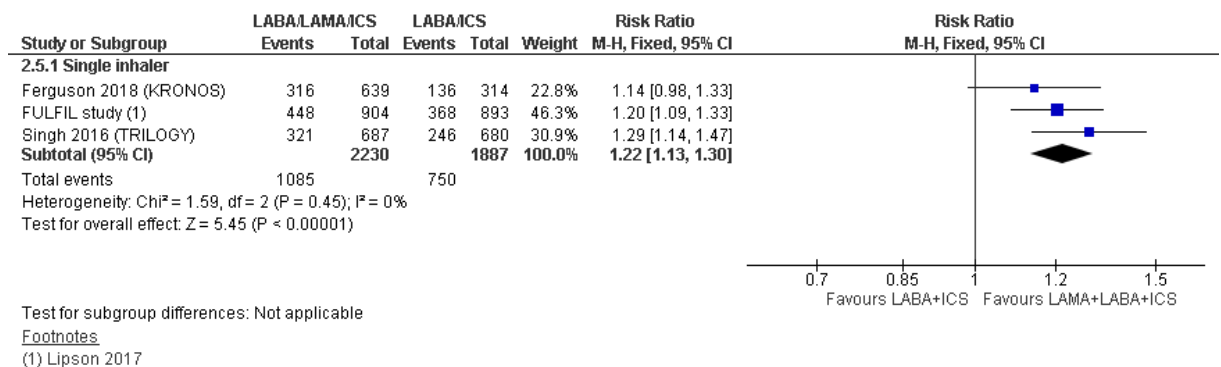 LABA/LAMA/ICS LABA/ICS Risk Ratio Risk Ratio
Study or Subgroup Events Total Events Total Weight M-H, Fixed, 95% CI M-H, Fixed, 95% CI
2.5.1 Single inhaler
Ferguson 2018 (KRONOS) 316 639 136 314 22.8% 1.14 [0.98, 1.33]
FULFIL study (1) 448 904 368 893 46.3% 1.20 [1.09, 1.33]
Singh 2016 (TRILOGY) 321 687 246 680 30.9% 1.29 [1.14, 1.47]
Subtotal (95% CI) 2230 1887 100.0% 1.22 [1.13, 1.30]
Total events 1085 750
Heterogeneity: Chi² = 1.59, df = 2 (P = 0.45); I² = 0%
Test for overall effect: Z = 5.45 (P < 0.00001)
0.7 0.85 1 1.2 1.5
Favours LABA+ICS Favours LAMA+LABA+ICS
Test for subgroup differences: Not applicable
Footnotes
(1) Lipson 2017